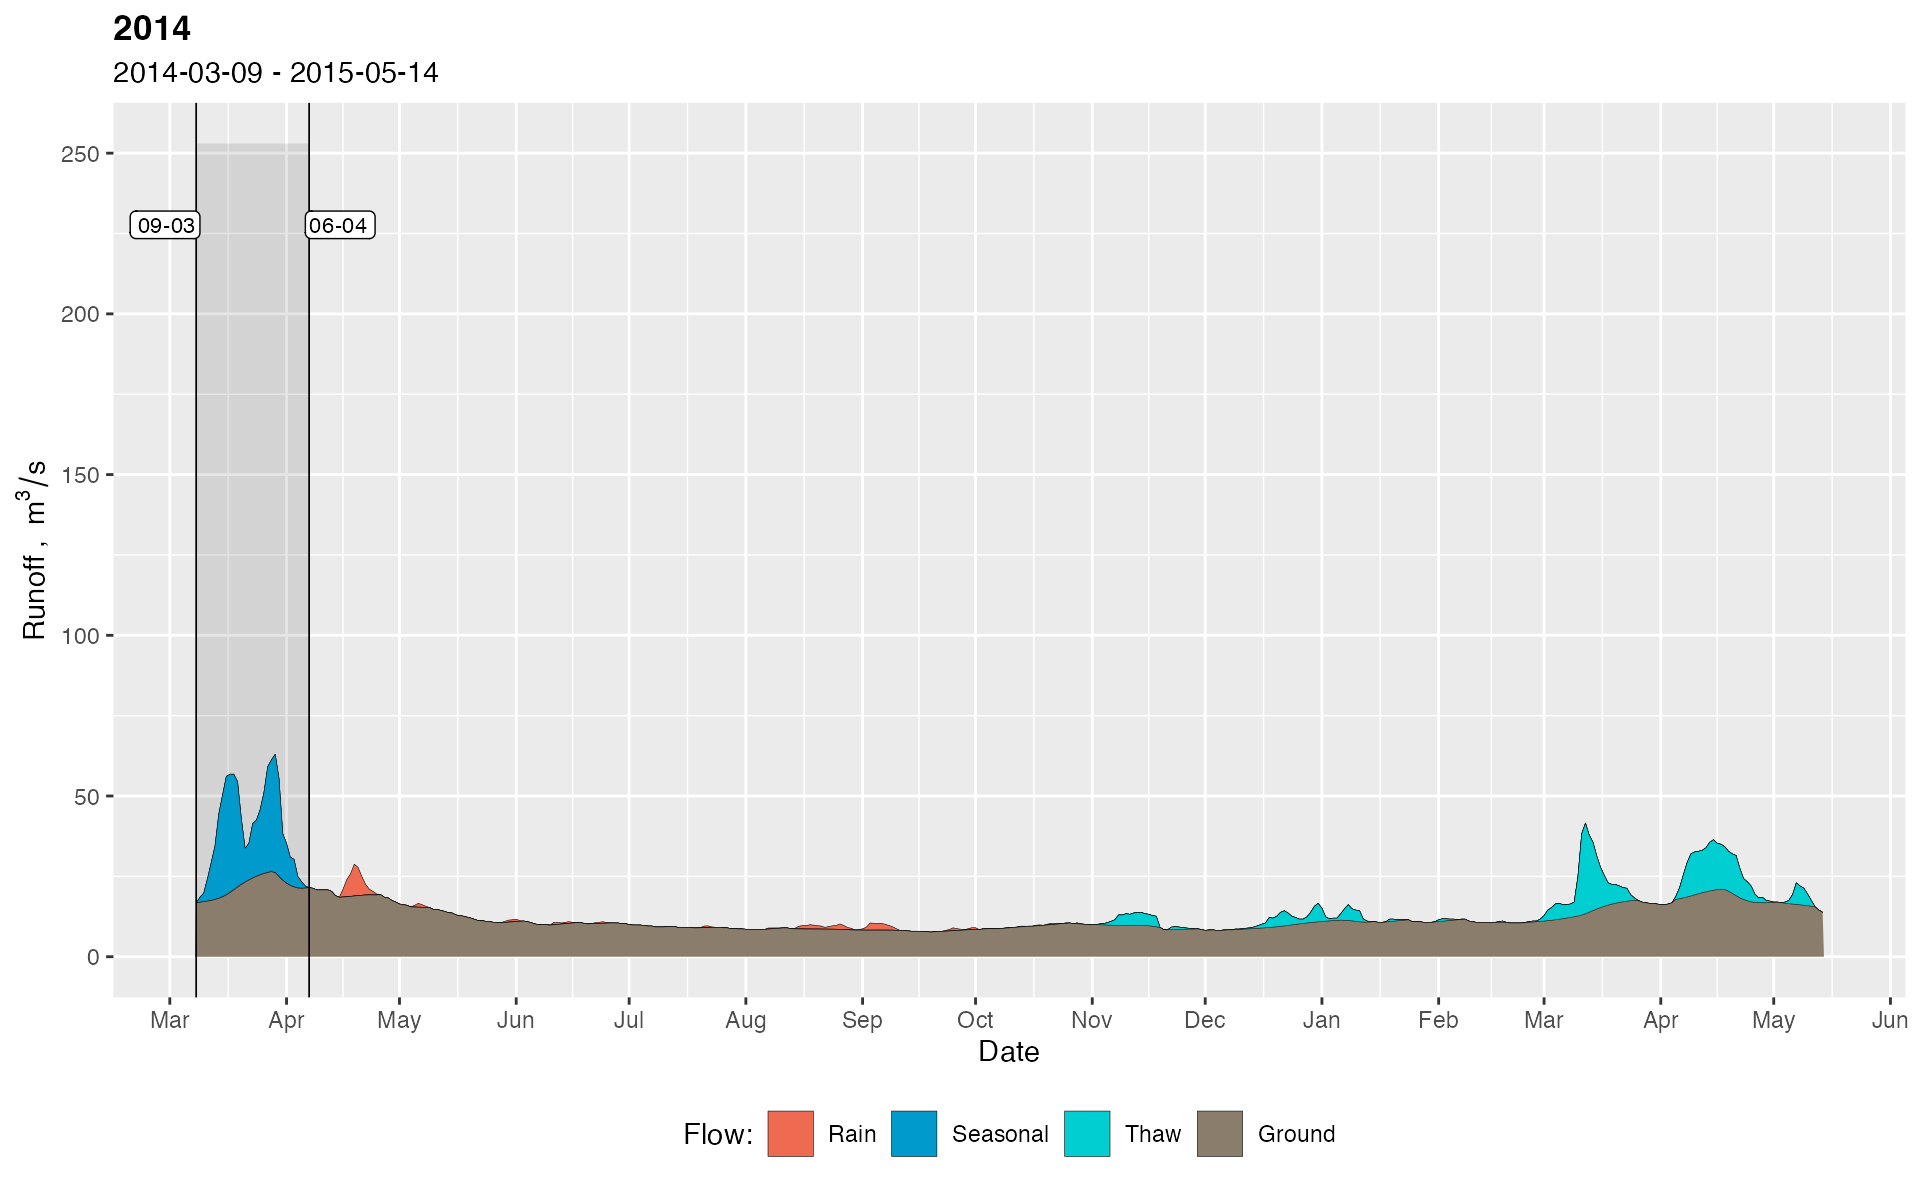 2014
2014-03-09 - 2015-05-14
250
200
150
100
50
0
09-03
06-04
Runoff , m³/s
Mar Apr May Jun Jul Aug Sep Oct Nov Dec Jan Feb Mar Apr May Jun
Date
Flow: Rain Seasonal Thaw Ground